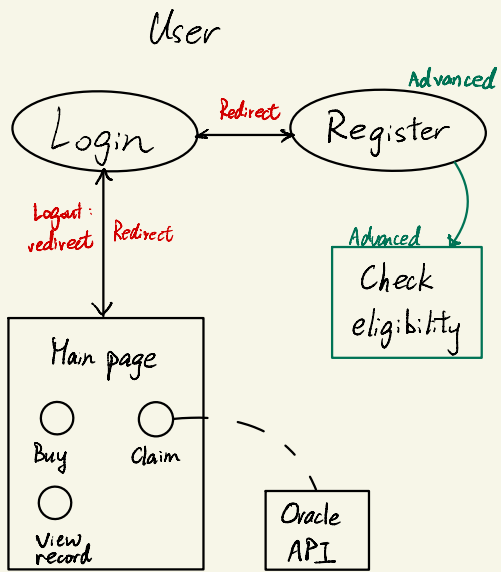 User
Advanced
Redirect
Login
Register
Logout:
redirect
Redirect
Advanced
Check
eligibility
Main page
Buy
Claim
View
record
Oracle
API